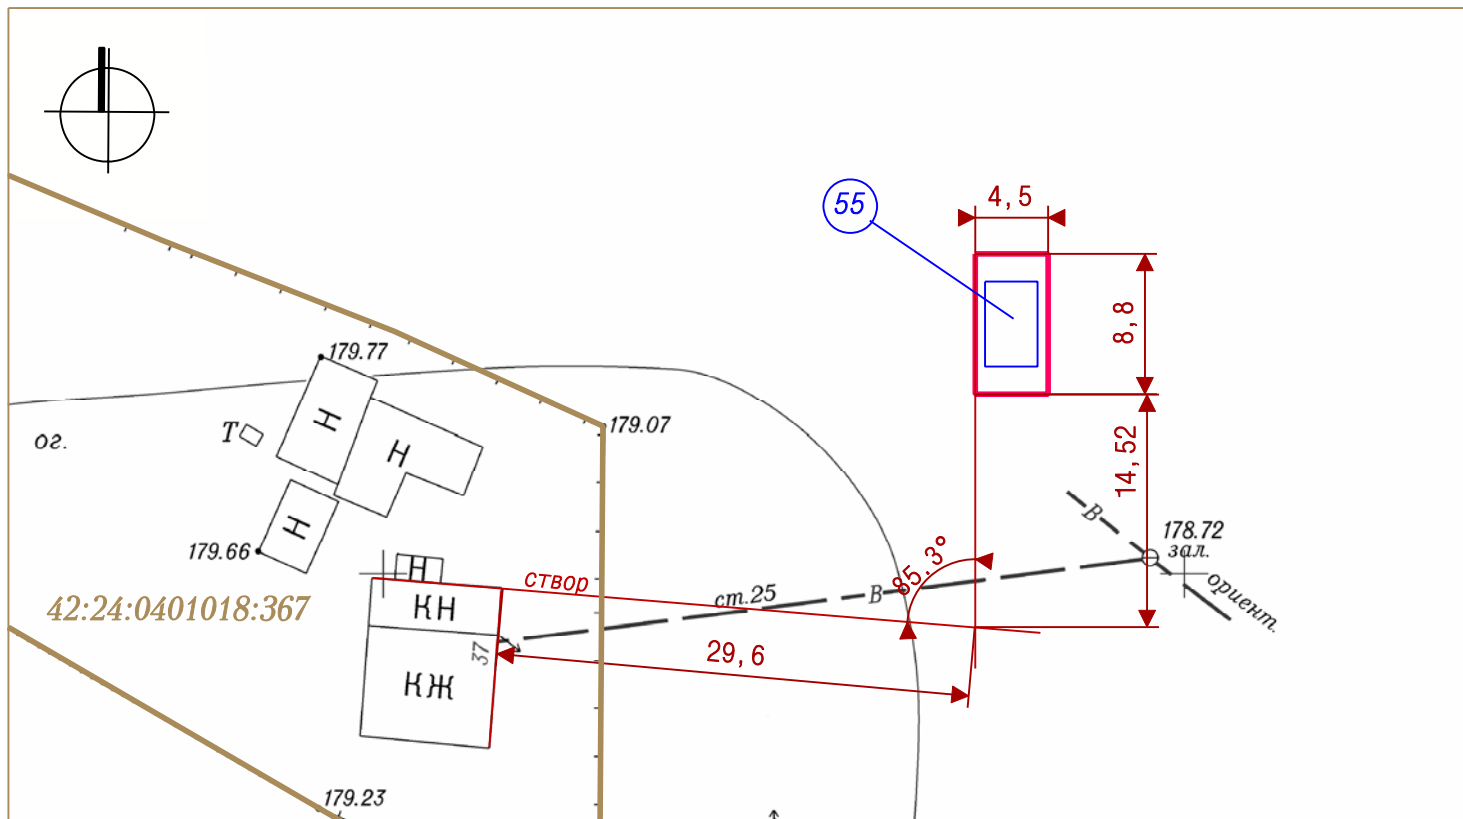 55
4,5
8,8
179.77
Т
Н
Н
ог.
179.07
14,52
В
178.72
зал.
Н
179.66
Н
створ
85.3°
ориент.
42:24:0401018:367
КН
ст.25
В
37
29,6
КЖ
179.23